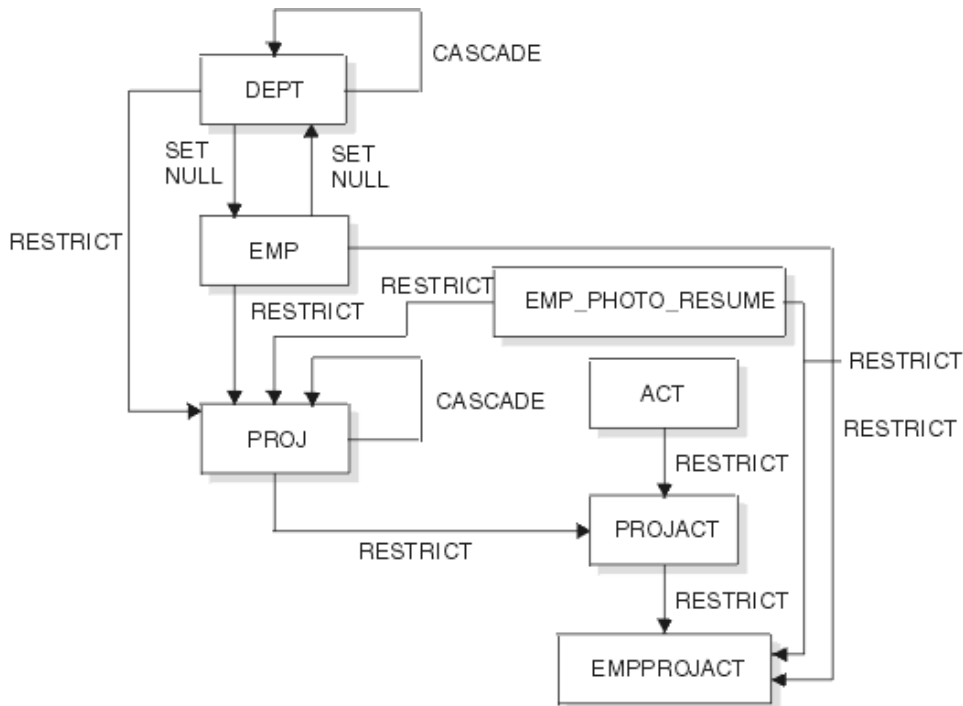 CASCADE
DEPT
SET
NULL
SET
NULL
RESTRICT
EMP
RESTRICT
EMP_PHOTO_RESUME
RESTRICT
RESTRICT
ACT
CASCADE
RESTRICT
PROJ
RESTRICT
PROJACT
RESTRICT
RESTRICT
EMPPROJACT